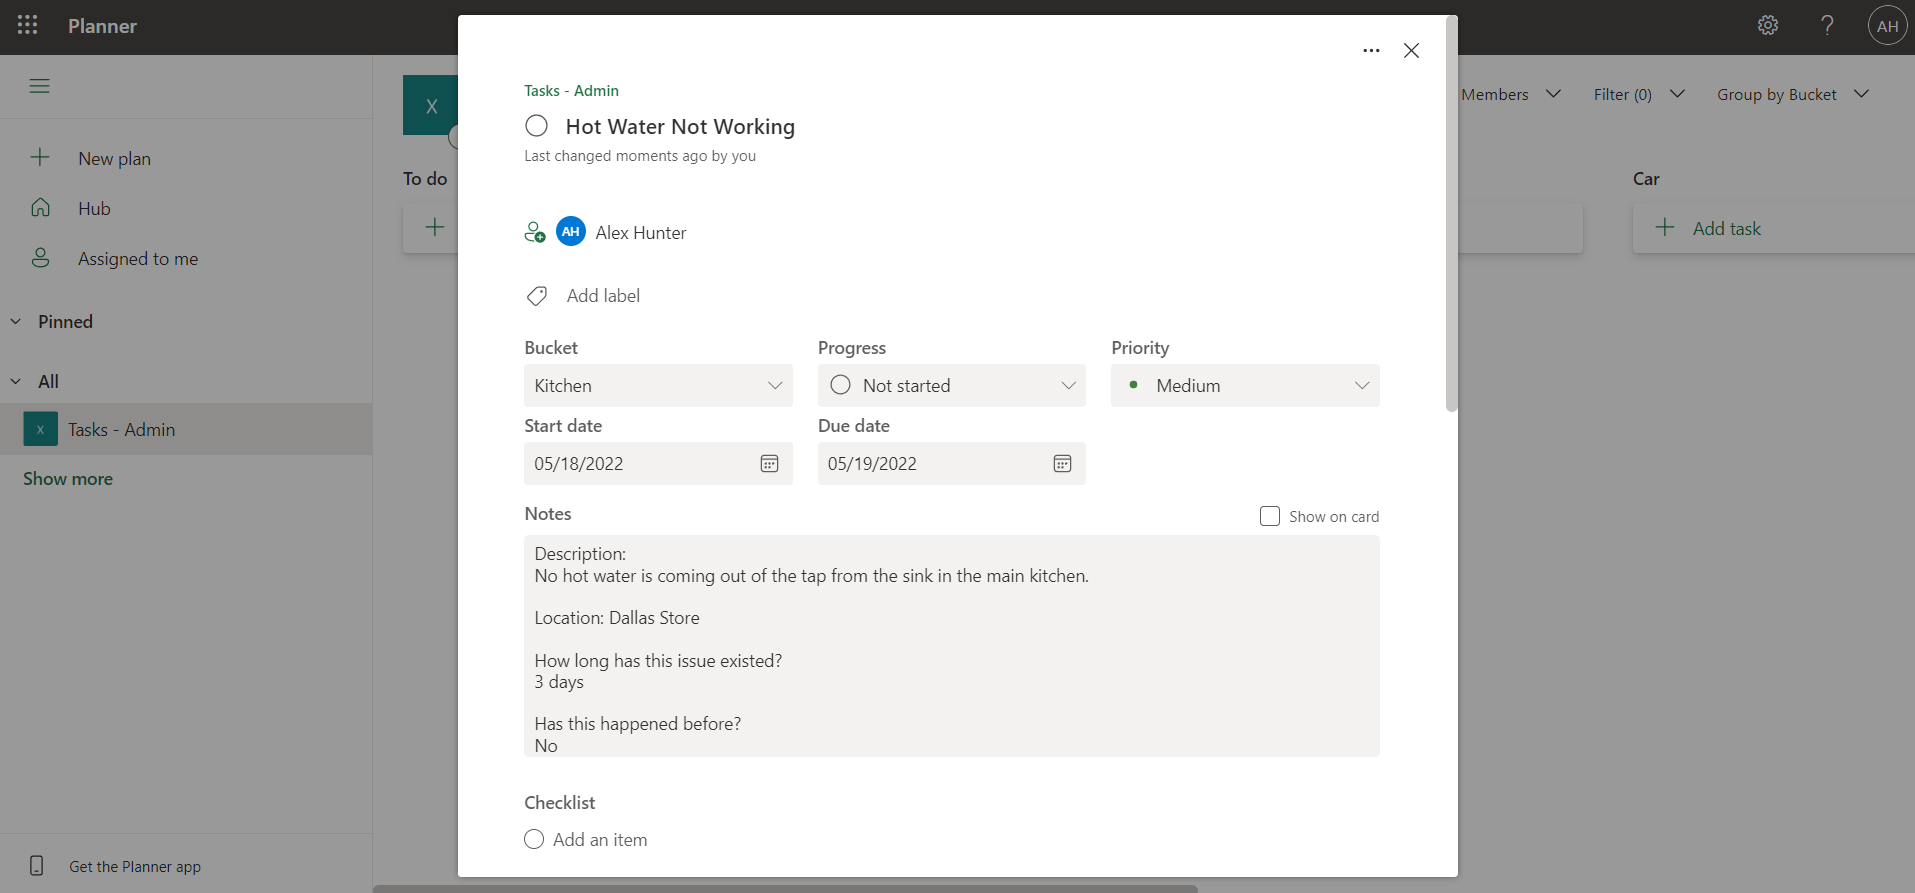 Planner
AH
Members
Filter (0)
Group by Bucket
New plan
Hub
Assigned to me
Pinned
All
X
Tasks - Admin
Show more
Get the Planner app
X
To do
Car
Add task
Tasks - Admin
Hot Water Not Working
Last changed moments ago by you
AH
Alex Hunter
Add label
Bucket
Progress
Priority
Kitchen
Not started
Medium
Start date
Due date
05/18/2022
05/19/2022
Notes
Show on card
Description:
No hot water is coming out of the tap from the sink in the main kitchen.
Location: Dallas Store
How long has this issue existed?
3 days
Has this happened before?
No
Checklist
Add an item